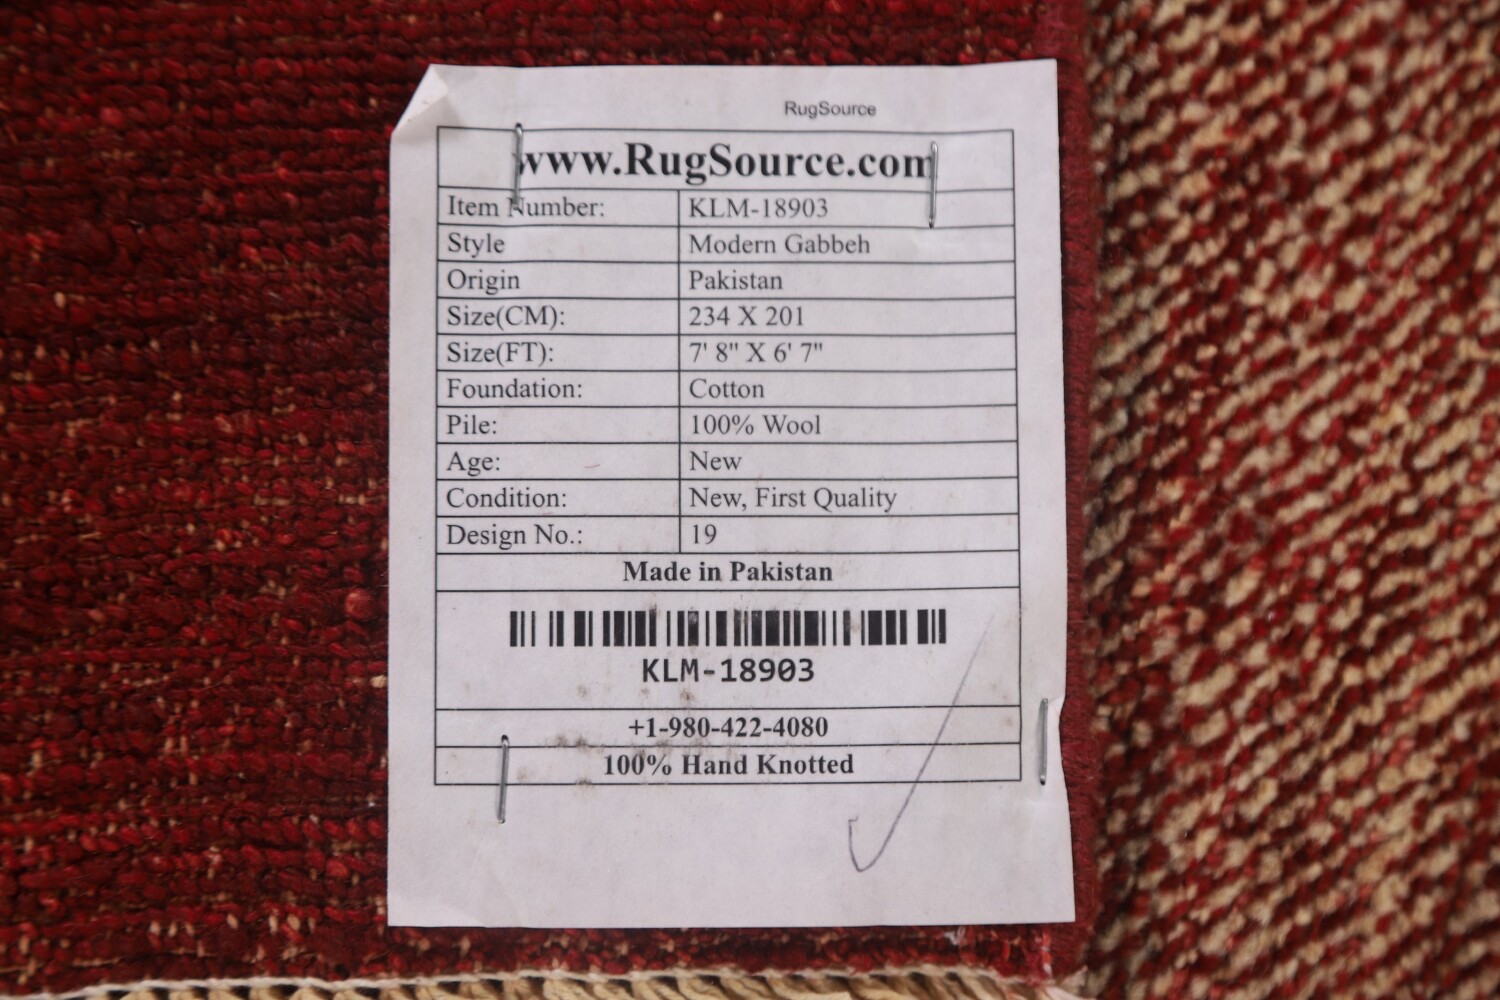 RugSource
www.RugSource.com
Item Number: KLM-18903
Style Modern Gabbeh
Origin Pakistan
Size(CM): 234 X 201
Size(FT): 7' 8" X 6' 7"
Foundation: Cotton
Pile: 100% Wool
Age: New
Condition: New, First Quality
Design No.: 19
Made in Pakistan
KLM-18903
+1-980-422-4080
100% Hand Knotted